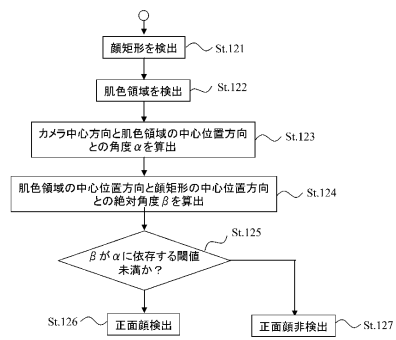 顔矩形を検出
St.121
肌色領域を検出
St.122
カメラ中心方向と肌色領域の中心位置方向
との角度αを算出
St.123
肌色領域の中心位置方向と顔矩形の中心位置方向
との絶対角度βを算出
St.124
βがαに依存する閾値
未満か?
St.125
St.126
正面顔検出
正面顔非検出
St.127